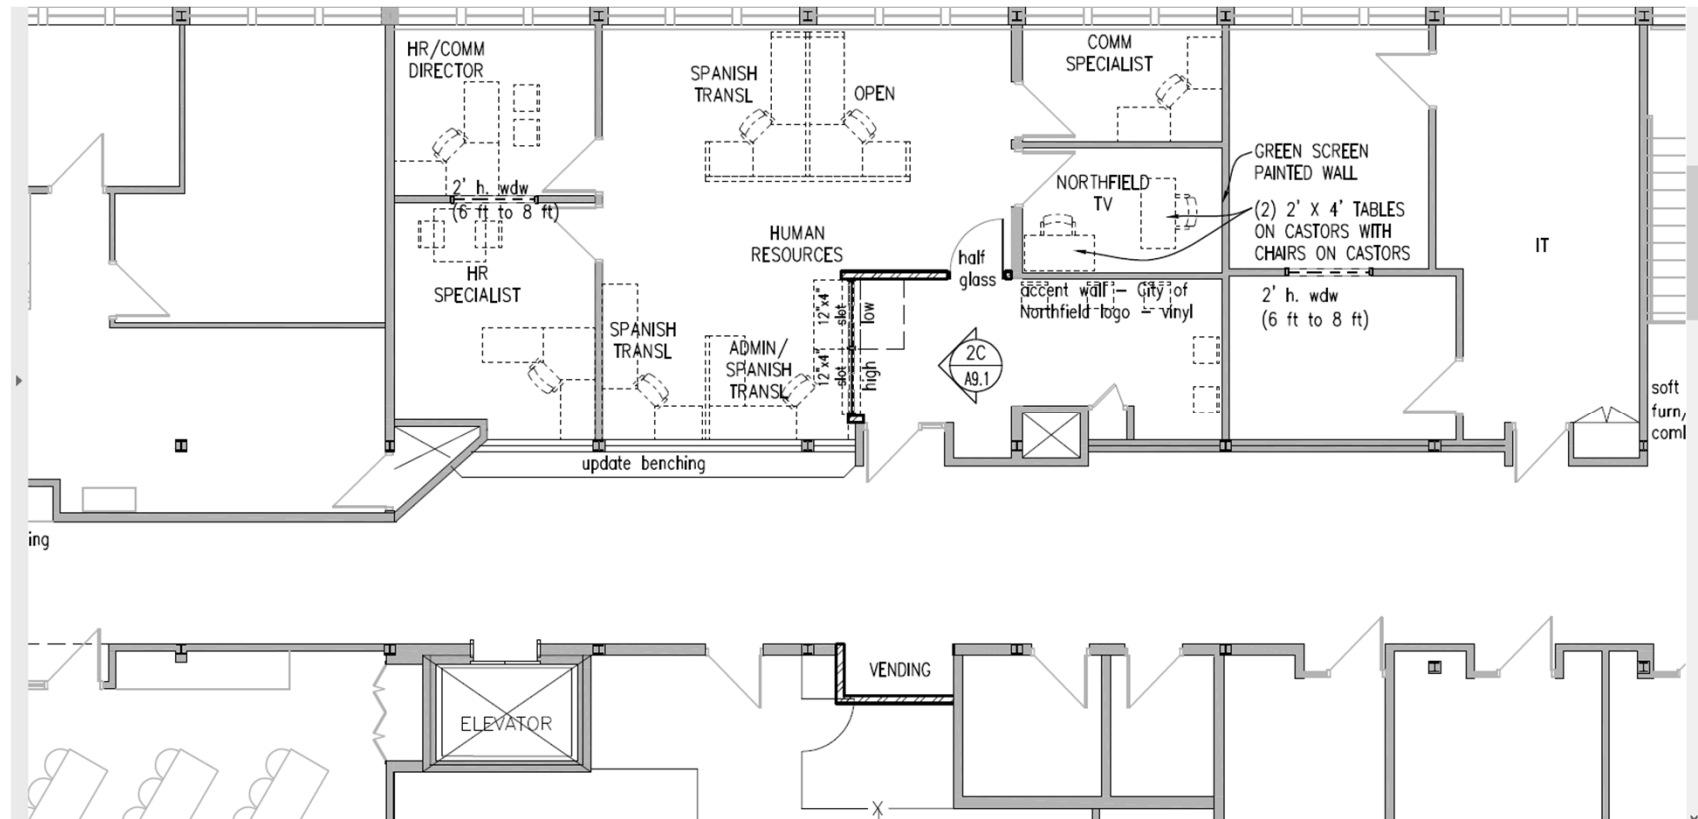 HR/COMM
DIRECTOR
SPANISH
TRANSL
OPEN
COMM
SPECIALIST
2' h. wdw
(6 ft to 8 ft)
NORTHFIELD
TV
GREEN SCREEN
PAINTED WALL
(2) 2' X 4' TABLES
ON CASTORS WITH
CHAIRS ON CASTORS
HUMAN
RESOURCES
IT
half
glass
HR
SPECIALIST
accent wall – City of
Northfield logo – vinyl
2' h. wdw
(6 ft to 8 ft)
SPANISH
TRANSL
ADMIN/
SPANISH
TRANSL
12"x4"
slot
low
12"x4"
slot
high
2C
A9.1
soft
furn/
comb
update benching
ing
VENDING
ELEVATOR
X